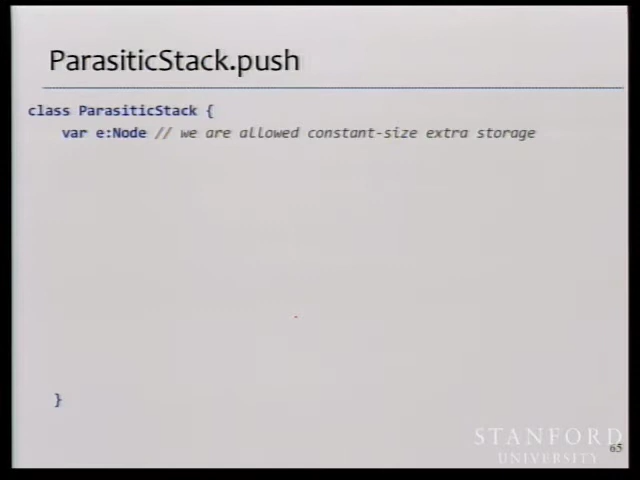 ParasiticStack.push
class ParasiticStack {
var e:Node // we are allowed constant-size extra storage
}
STANFORD
UNIVERSITY
65